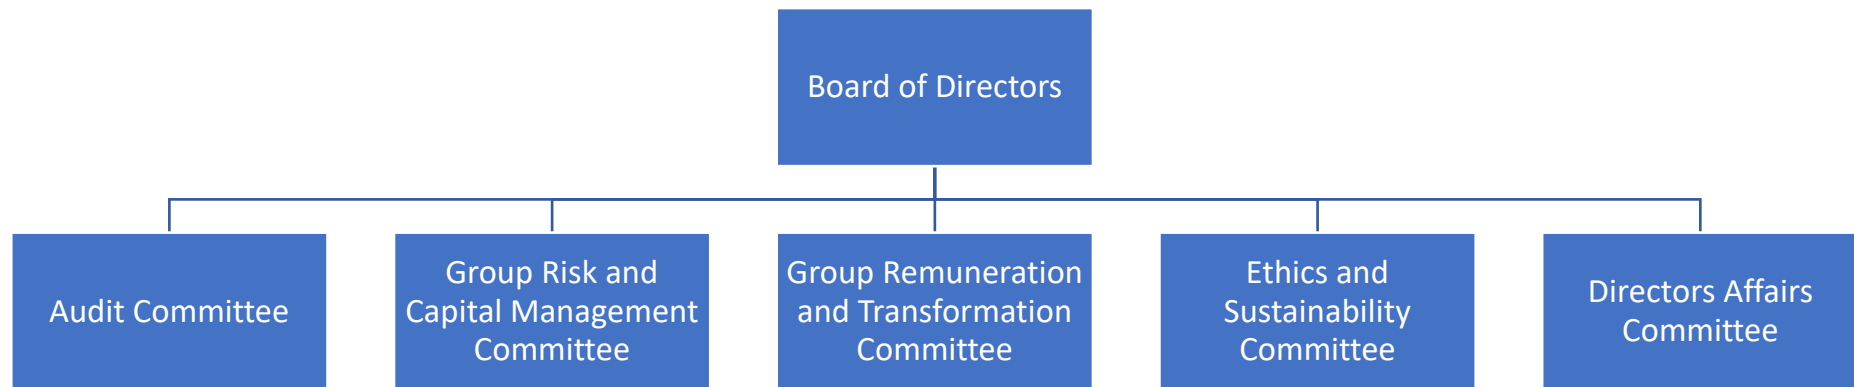 Board of Directors
Audit Committee
Group Risk and
Capital Management
Committee
Group Remuneration
and Transformation
Committee
Ethics and
Sustainability
Committee
Directors Affairs
Committee